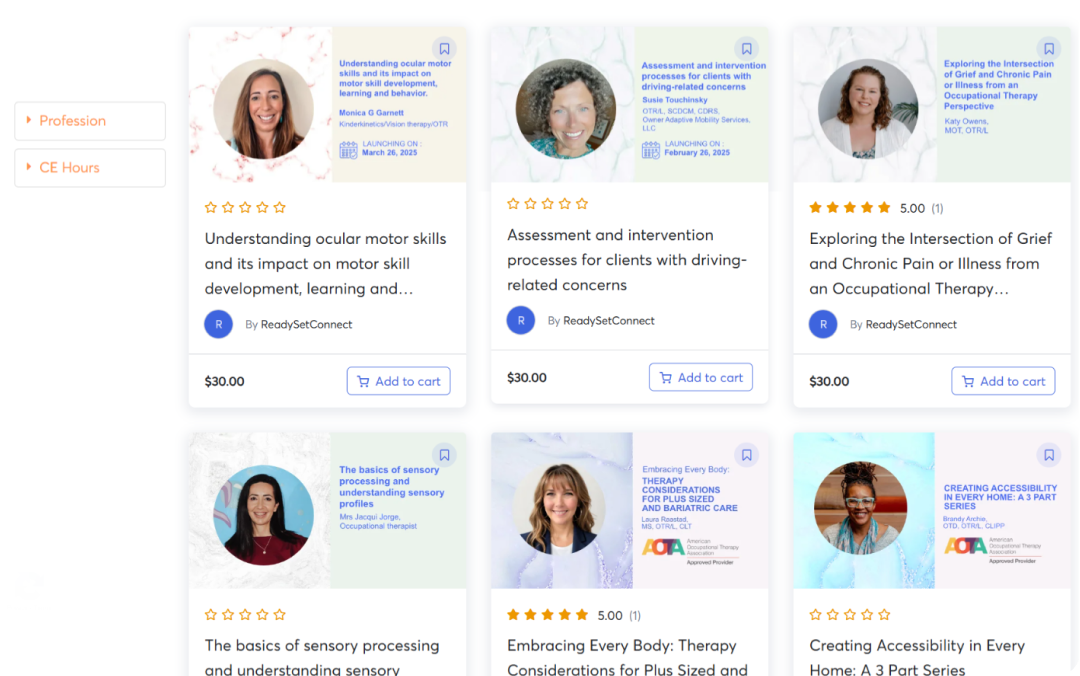 Profession
CE Hours
Understanding ocular motor
skills and its impact on
motor skill development,
learning and behavior.
Monica G Garnett
Kinderkinetics/Vision therapy/OTR
LAUNCHING ON :
March 26, 2025
Understanding ocular motor skills
and its impact on motor skill
development, learning and...
R
By ReadySetConnect
$30.00
Add to cart
Assessment and intervention
processes for clients with
driving-related concerns
Susie Touchinsky
OTR/L, SCDCM, CDRS,
Owner Adaptive Mobility Services,
LLC
LAUNCHING ON :
February 26, 2025
Assessment and intervention
processes for clients with driving-
related concerns
R
By ReadySetConnect
$30.00
Add to cart
Exploring the Intersection
of Grief and Chronic Pain
or Illness from an
Occupational Therapy
Perspective
Katy Owens,
MOT, OTR/L
5.00 (1)
Exploring the Intersection of Grief
and Chronic Pain or Illness from
an Occupational Therapy...
R
By ReadySetConnect
$30.00
Add to cart
The basics of sensory
processing and
understanding sensory
profiles
Mrs Jacqui Jorge,
Occupational therapist
The basics of sensory processing
and understanding sensory
Embracing Every Body:
THERAPY
CONSIDERATIONS
FOR PLUS SIZED
AND BARIATRIC CARE
Laura Raasted,
MS, OTR/L, CLT
AOTA
American
Occupational Therapy
Association
Approved Provider
5.00 (1)
Embracing Every Body: Therapy
Considerations for Plus Sized and
CREATING ACCESSIBILITY
IN EVERY HOME: A 3 PART
SERIES
Brandy Archie,
OTD, OTR/L, CLIPP
AOTA
American
Occupational Therapy
Association
Approved Provider
Creating Accessibility in Every
Home: A 3 Part Series